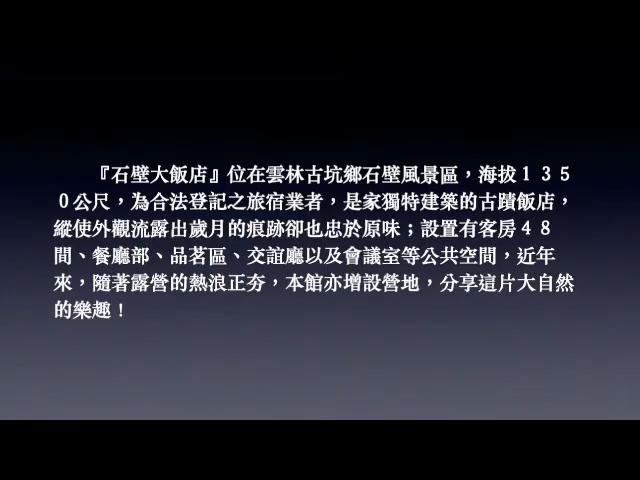 『石壁大飯店』位在雲林古坑鄉石壁風景區，海拔１３５
０公尺，為合法登記之旅宿業者，是家獨特建築的古蹟飯店，
縱使外觀流露出歲月的痕跡卻也忠於原味；設置有客房４８
間、餐廳部、品茗區、交誼廳以及會議室等公共空間，近年
來，隨著露營的熱浪正夯，本館亦增設營地，分享這片大自然
的樂趣！